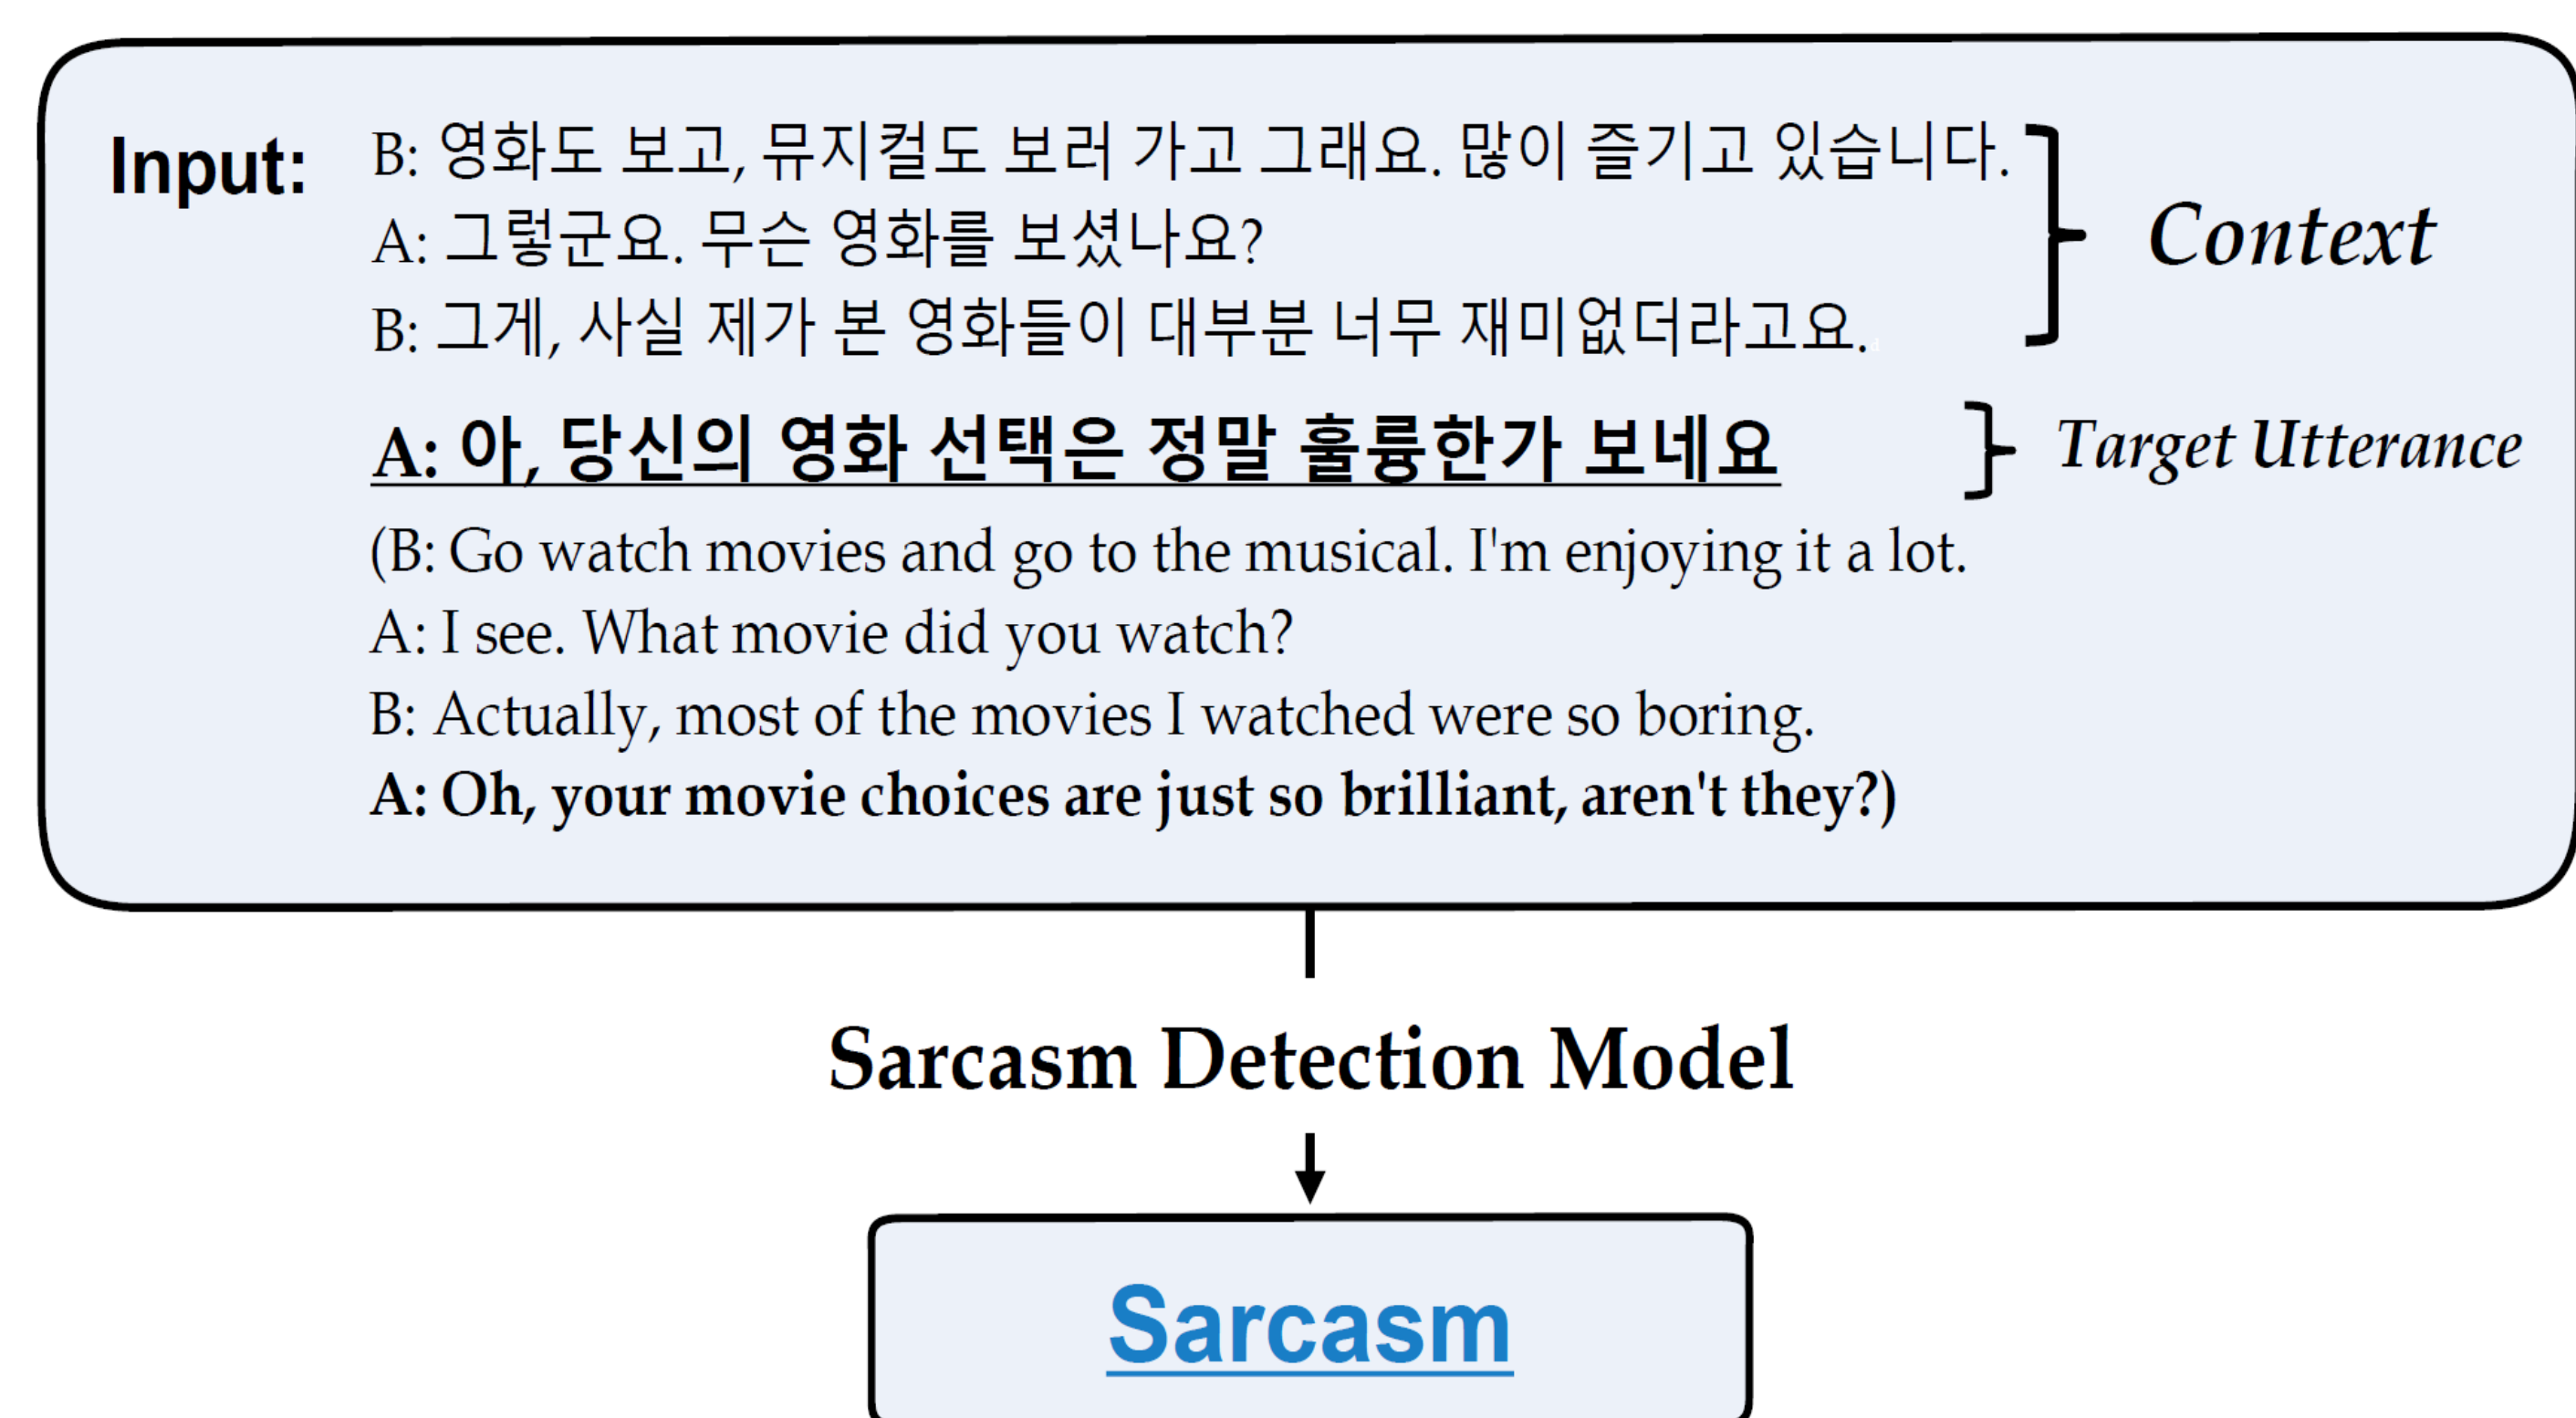 Input:
B: 영화도 보고, 뮤지컬도 보러 가고 그래요. 많이 즐기고 있습니다.
A: 그렇군요. 무슨 영화를 보셨나요?
B: 그게, 사실 제가 본 영화들이 대부분 너무 재미없더라고요.
Context
A: 아, 당신의 영화 선택은 정말 훌륭한가 보네요
Target Utterance
(B: Go watch movies and go to the musical. I'm enjoying it a lot.
A: I see. What movie did you watch?
B: Actually, most of the movies I watched were so boring.
A: Oh, your movie choices are just so brilliant, aren't they?)
Sarcasm Detection Model
Sarcasm